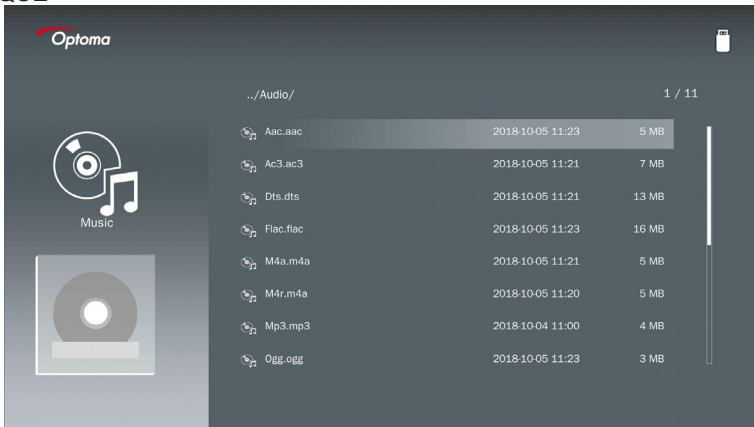 Optoma
../Audio/ 1 / 11
Aac.aac 2018-10-05 11:23 5 MB
Ac3.ac3 2018-10-05 11:21 7 MB
Dts.dts 2018-10-05 11:21 13 MB
Flac.flac 2018-10-05 11:23 16 MB
Music
M4a.m4a 2018-10-05 11:21 5 MB
M4r.m4a 2018-10-05 11:20 5 MB
Mp3.mp3 2018-10-04 11:00 4 MB
Ogg.ogg 2018-10-05 11:23 3 MB